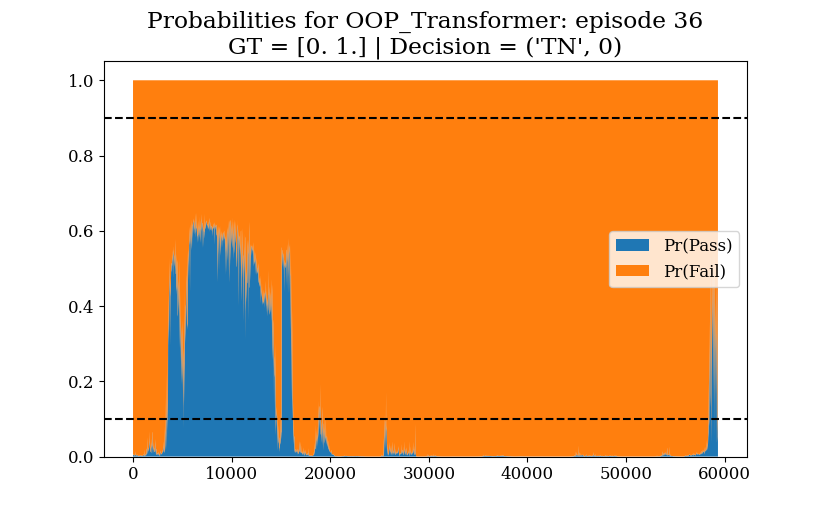 Probabilities for OOP_Transformer: episode 36
GT = [0. 1.] | Decision = ('TN', 0)
1.0
0.8
0.6
0.4
0.2
0.0
Pr(Pass)
Pr(Fail)
0 10000 20000 30000 40000 50000 60000